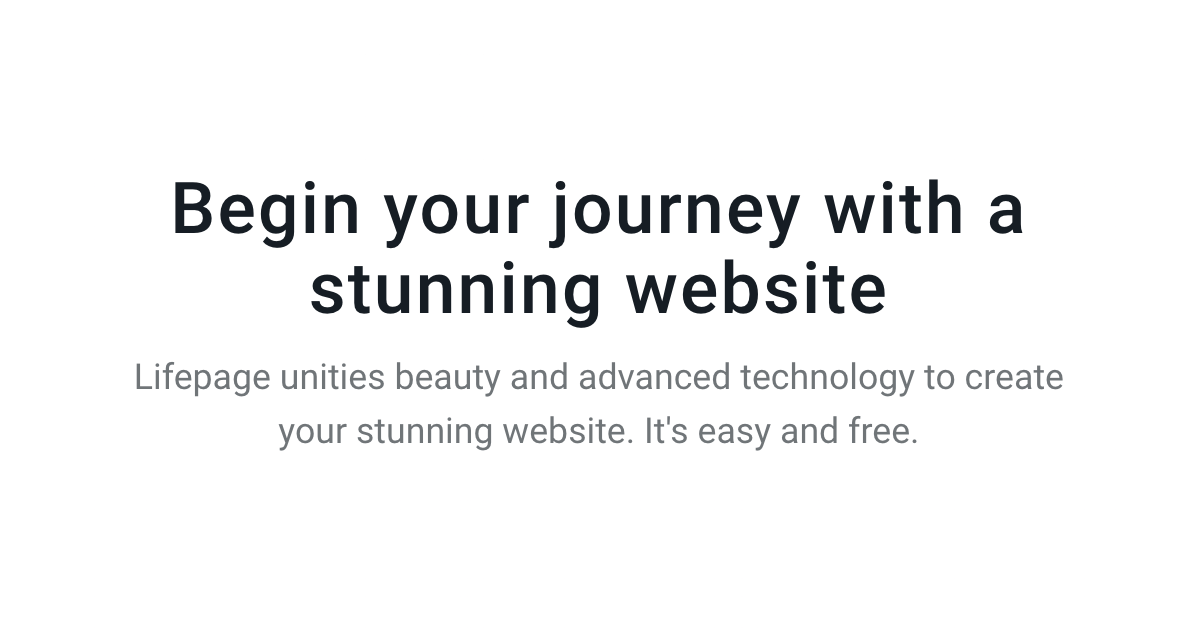 Begin your journey with a
stunning website
Lifepage unities beauty and advanced technology to create
your stunning website. It's easy and free.